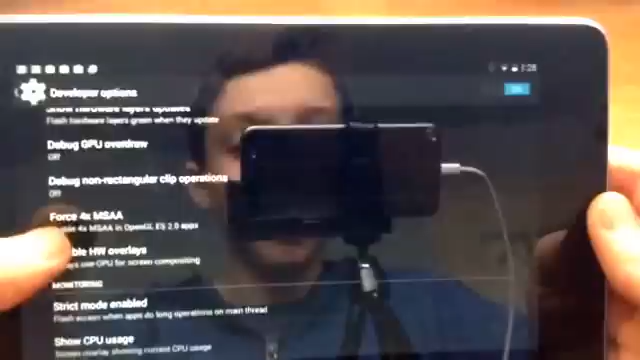 3:28
Developer options
ON
Show hardware layers updates
Flash hardware layers green when they update
Debug GPU overdraw
Off
Debug non-rectangular clip operations
Off
Force 4x MSAA
4x MSAA in OpenGL ES 2.0 apps
HW overlays
use GPU for screen compositing
MONITORING
Strict mode enabled
Flash screen when apps do long operations on main thread
Show CPU usage
Screen overlay showing current CPU usage